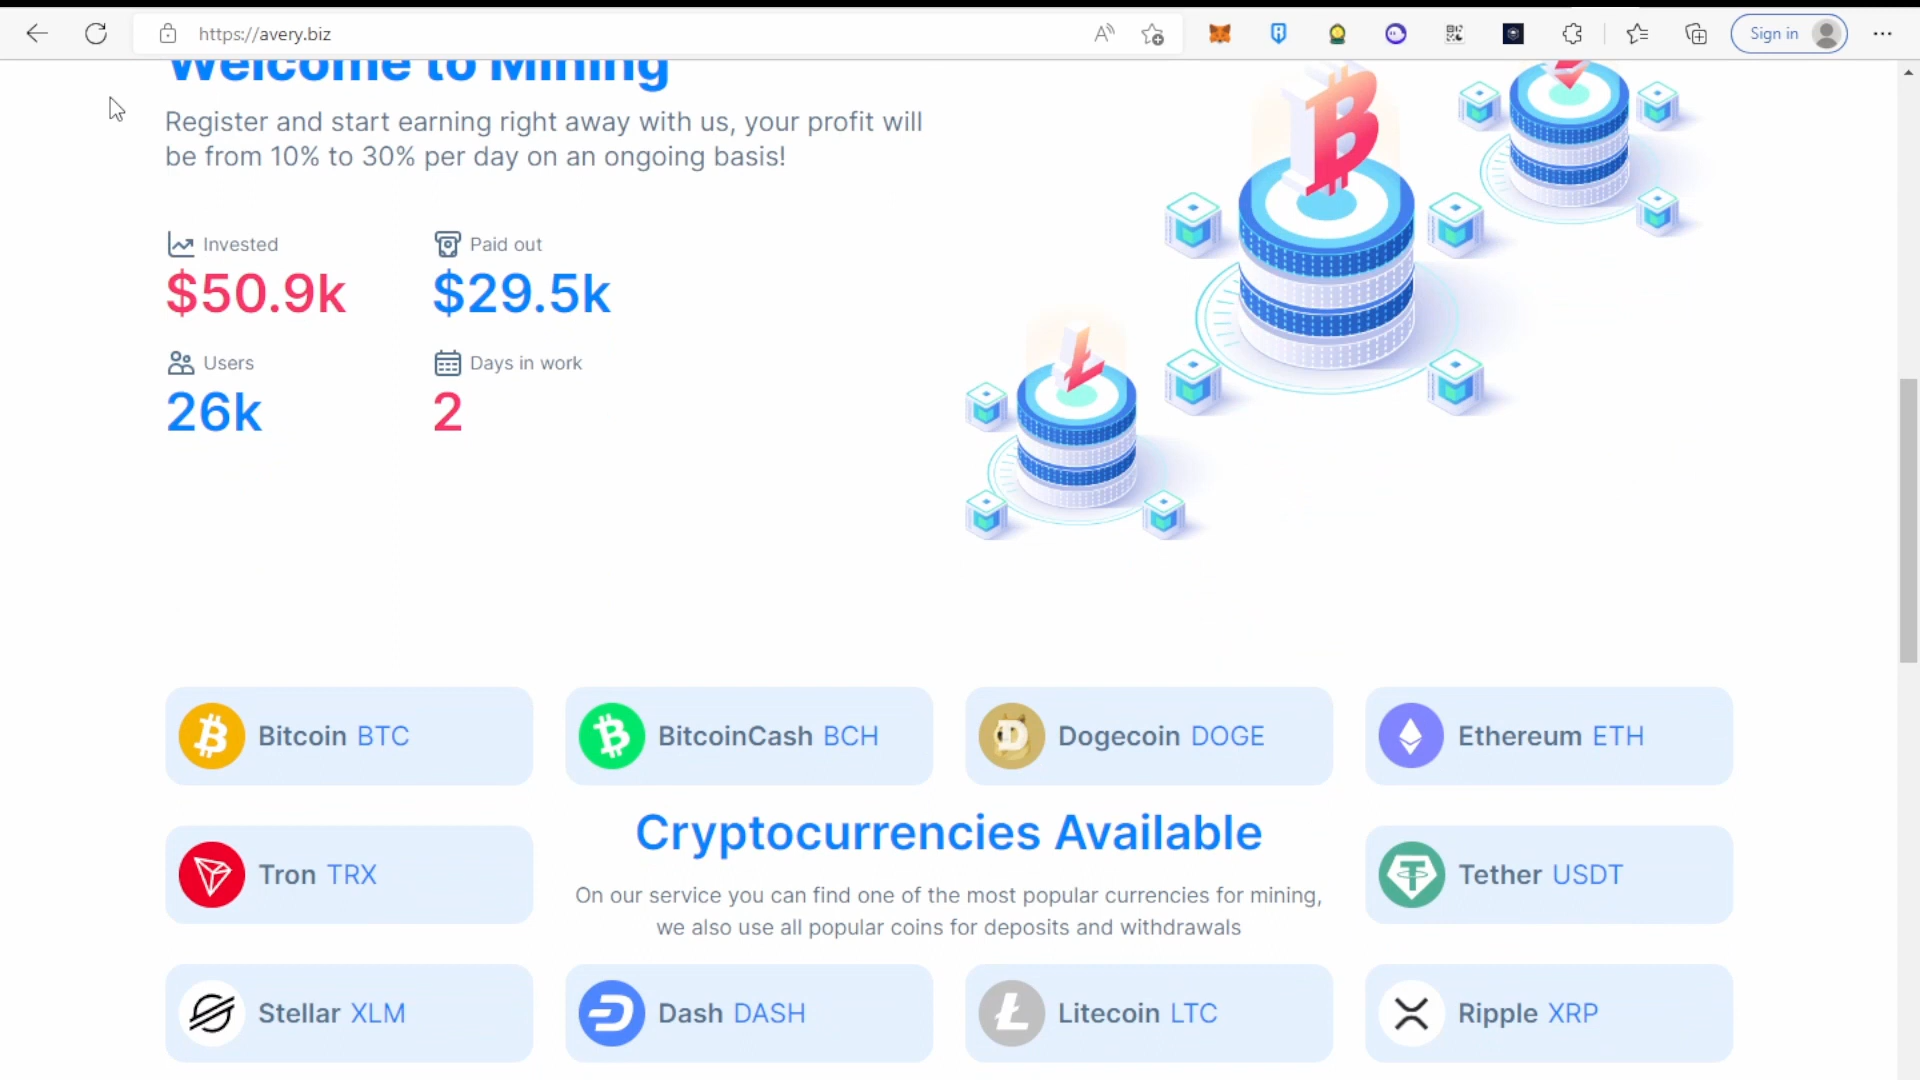 https://avery.biz
Sign in
Welcome to Mining
Register and start earning right away with us, your profit will
be from 10% to 30% per day on an ongoing basis!
Invested
$50.9k
Paid out
$29.5k
Users
26k
Days in work
2
Bitcoin BTC
BitcoinCash BCH
Dogecoin DOGE
Ethereum ETH
Tron TRX
Cryptocurrencies Available
On our service you can find one of the most popular currencies for mining,
we also use all popular coins for deposits and withdrawals
Tether USDT
Stellar XLM
Dash DASH
Litecoin LTC
Ripple XRP